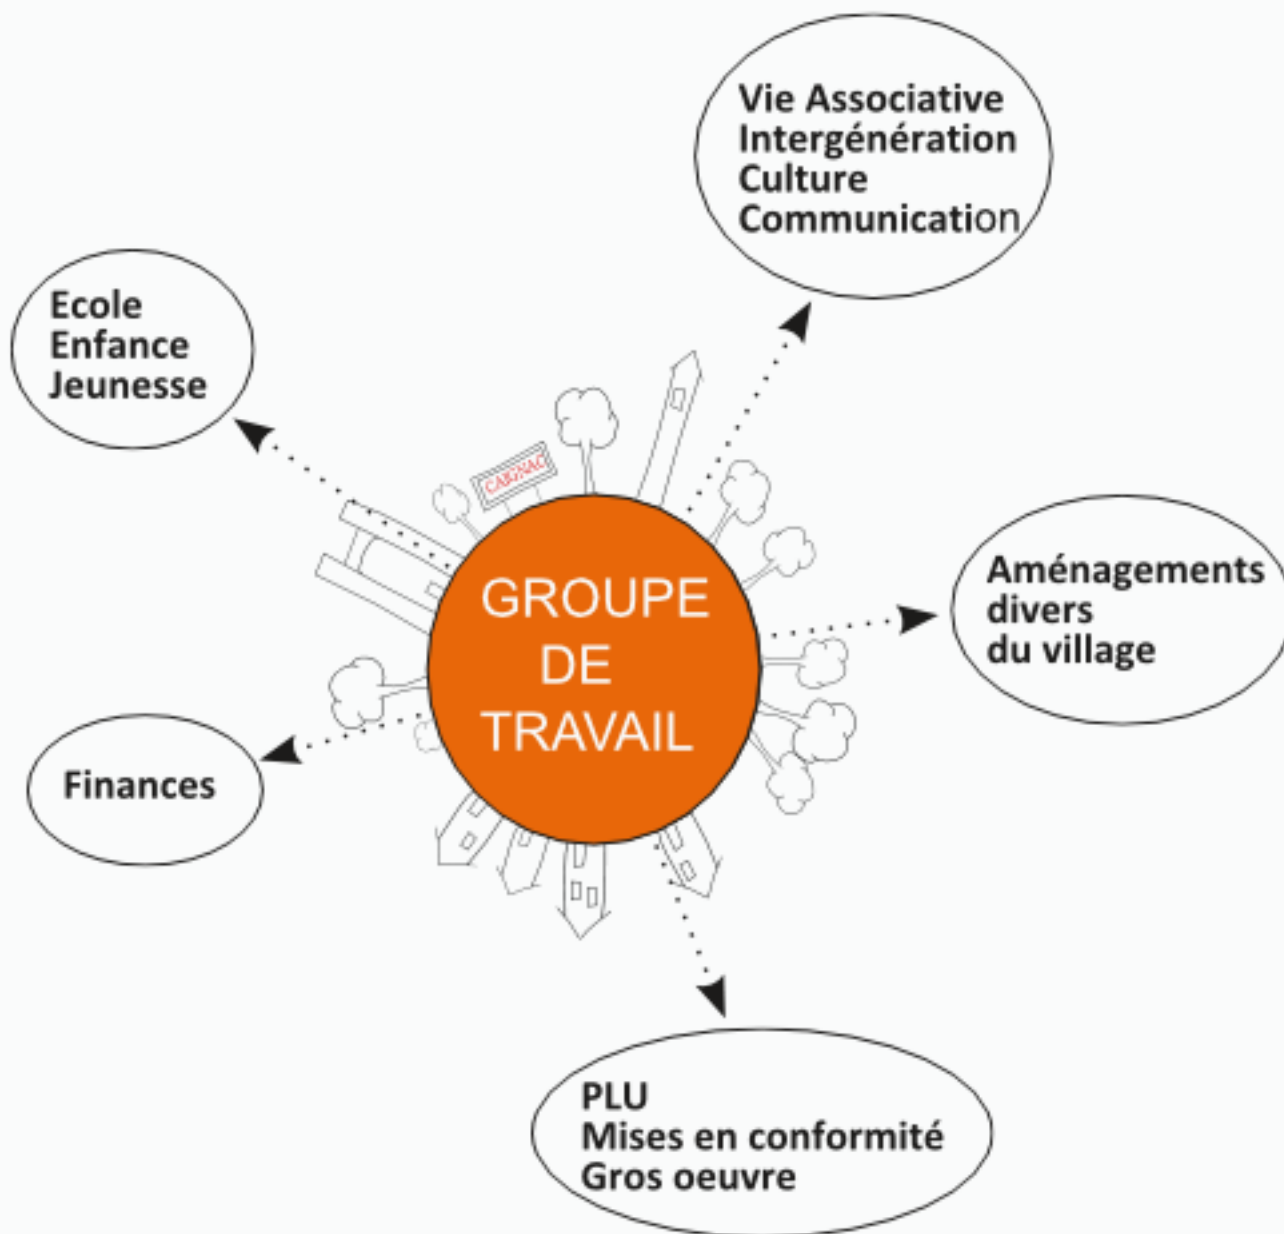 Vie Associative
Intergénération
Culture
Communication
Ecole
Enfance
Jeunesse
CAIGNAC
GROUPE
DE
TRAVAIL
Aménagements
divers
du village
Finances
PLU
Mises en conformité
Gros oeuvre